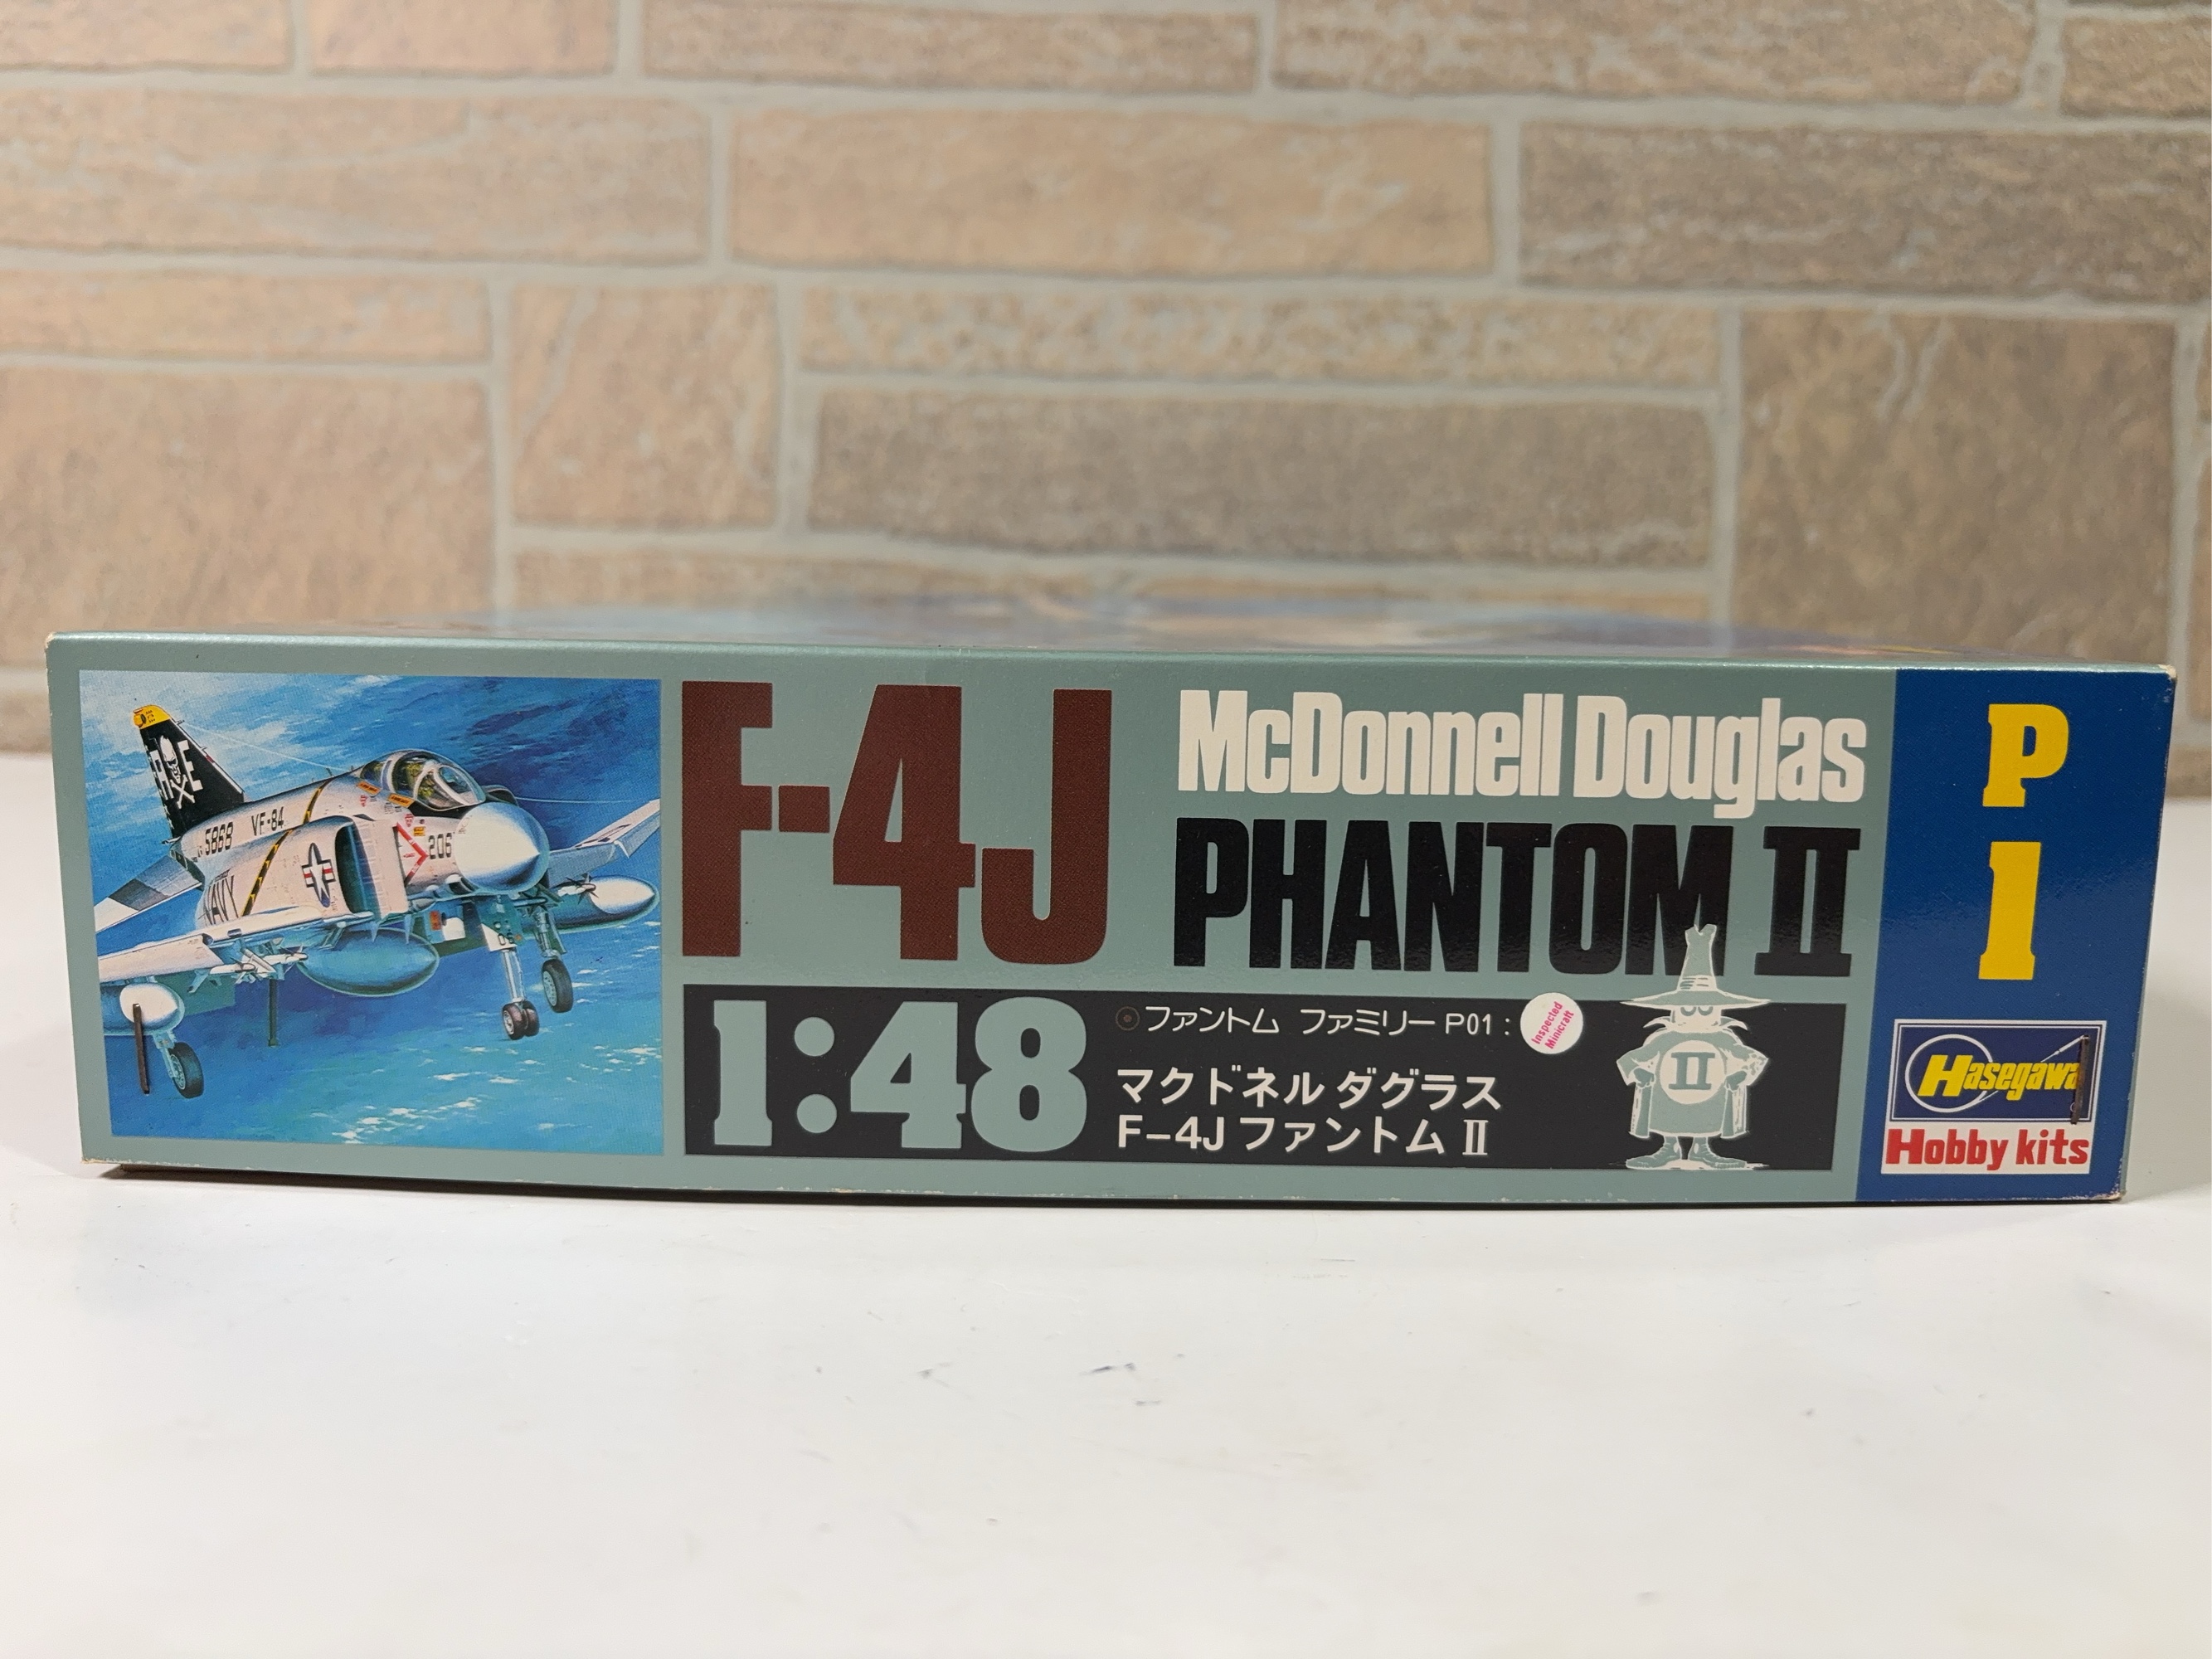 AE
5868
VF-84
NAVY
206
F-4J
McDonnell Douglas
PHANTOM II
1:48
ファントム ファミリー P01:
Inspected
Minicraft
マクドネル ダグラス
F-4J ファントム II
II
P
1
Hasegawa
Hobby kits